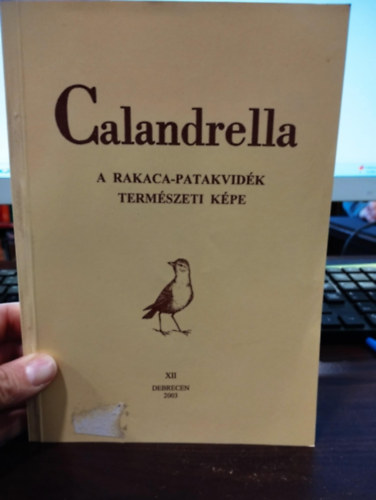 Calandrella
A RAKACA-PATAKVIDÉK
TERMÉSZETI KÉPE
XII
DEBRECEN
2003